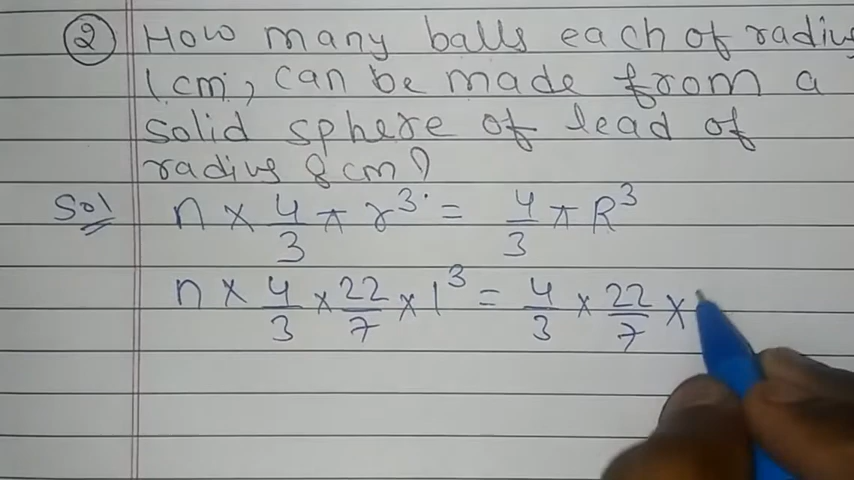 ② How many balls each of radius
1 cm, can be made from a
solid sphere of lead of
radius 8 cm?
Sol n × 4/3 π r³ = 4/3 π R³
n × 4/3 × 22/7 × 1³ = 4/3 × 22/7 ×